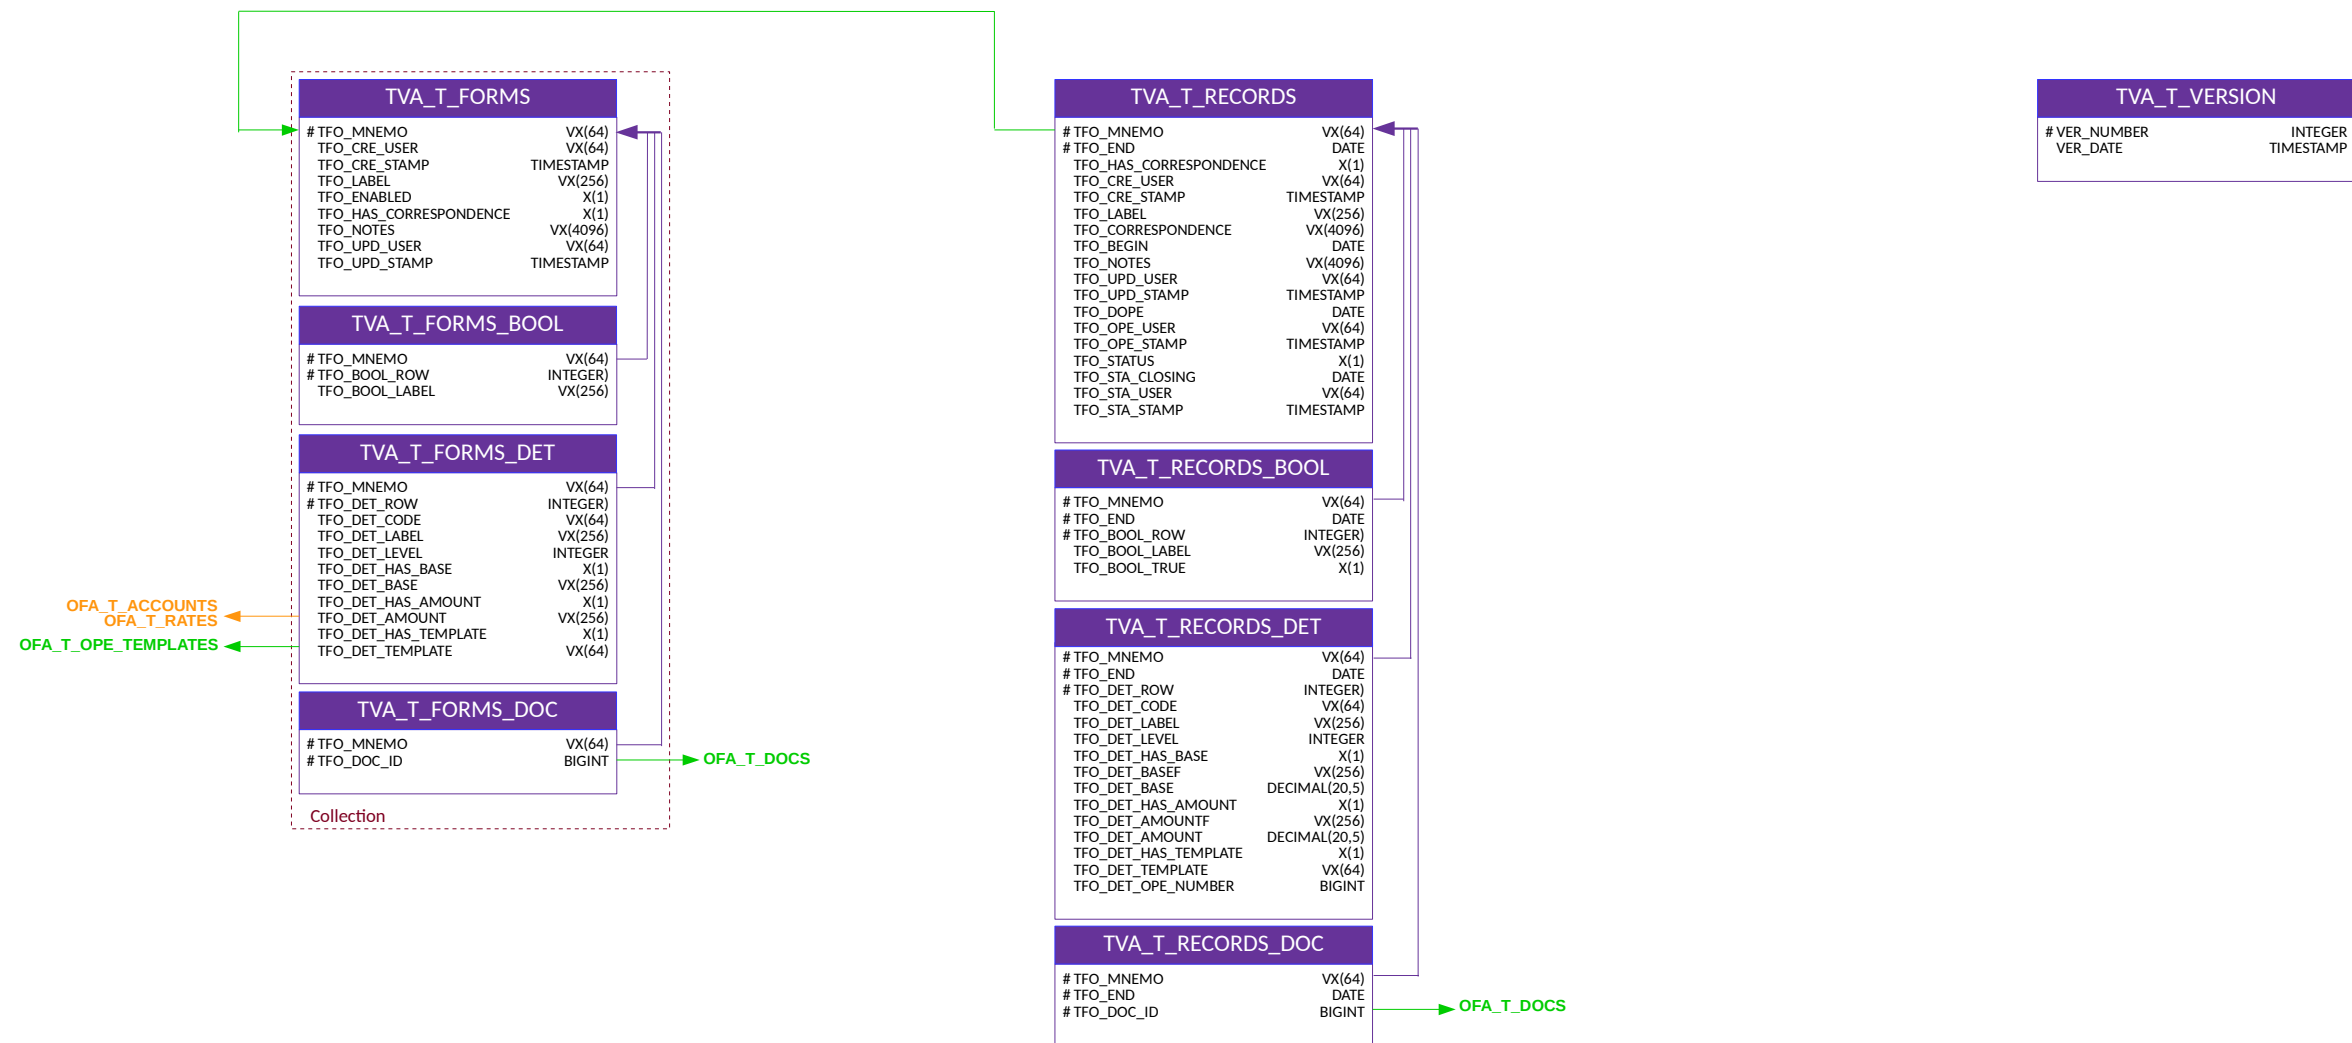 TVA_T_FORMS
# TFO_MNEMO VX(64)
TFO_CRE_USER VX(64)
TFO_CRE_STAMP TIMESTAMP
TFO_LABEL VX(256)
TFO_ENABLED X(1)
TFO_HAS_CORRESPONDENCE X(1)
TFO_NOTES VX(4096)
TFO_UPD_USER VX(64)
TFO_UPD_STAMP TIMESTAMP
TVA_T_FORMS_BOOL
# TFO_MNEMO VX(64)
# TFO_BOOL_ROW INTEGER)
TFO_BOOL_LABEL VX(256)
TVA_T_FORMS_DET
# TFO_MNEMO VX(64)
# TFO_DET_ROW INTEGER)
TFO_DET_CODE VX(64)
TFO_DET_LABEL VX(256)
TFO_DET_LEVEL INTEGER
TFO_DET_HAS_BASE X(1)
TFO_DET_BASE VX(256)
TFO_DET_HAS_AMOUNT X(1)
TFO_DET_AMOUNT VX(256)
TFO_DET_HAS_TEMPLATE X(1)
TFO_DET_TEMPLATE VX(64)
OFA_T_ACCOUNTS
OFA_T_RATES
OFA_T_OPE_TEMPLATES
TVA_T_FORMS_DOC
# TFO_MNEMO VX(64)
# TFO_DOC_ID BIGINT
OFA_T_DOCS
Collection
TVA_T_RECORDS
# TFO_MNEMO VX(64)
# TFO_END DATE
TFO_HAS_CORRESPONDENCE X(1)
TFO_CRE_USER VX(64)
TFO_CRE_STAMP TIMESTAMP
TFO_LABEL VX(256)
TFO_CORRESPONDENCE VX(4096)
TFO_BEGIN DATE
TFO_NOTES VX(4096)
TFO_UPD_USER VX(64)
TFO_UPD_STAMP TIMESTAMP
TFO_DOPE DATE
TFO_OPE_USER VX(64)
TFO_OPE_STAMP TIMESTAMP
TFO_STATUS X(1)
TFO_STA_CLOSING DATE
TFO_STA_USER VX(64)
TFO_STA_STAMP TIMESTAMP
TVA_T_RECORDS_BOOL
# TFO_MNEMO VX(64)
# TFO_END DATE
# TFO_BOOL_ROW INTEGER)
TFO_BOOL_LABEL VX(256)
TFO_BOOL_TRUE X(1)
TVA_T_RECORDS_DET
# TFO_MNEMO VX(64)
# TFO_END DATE
# TFO_DET_ROW INTEGER)
TFO_DET_CODE VX(64)
TFO_DET_LABEL VX(256)
TFO_DET_LEVEL INTEGER
TFO_DET_HAS_BASE X(1)
TFO_DET_BASEF VX(256)
TFO_DET_BASE DECIMAL(20,5)
TFO_DET_HAS_AMOUNT X(1)
TFO_DET_AMOUNTF VX(256)
TFO_DET_AMOUNT DECIMAL(20,5)
TFO_DET_HAS_TEMPLATE X(1)
TFO_DET_TEMPLATE VX(64)
TFO_DET_OPE_NUMBER BIGINT
TVA_T_RECORDS_DOC
# TFO_MNEMO VX(64)
# TFO_END DATE
# TFO_DOC_ID BIGINT
OFA_T_DOCS
TVA_T_VERSION
# VER_NUMBER INTEGER
VER_DATE TIMESTAMP